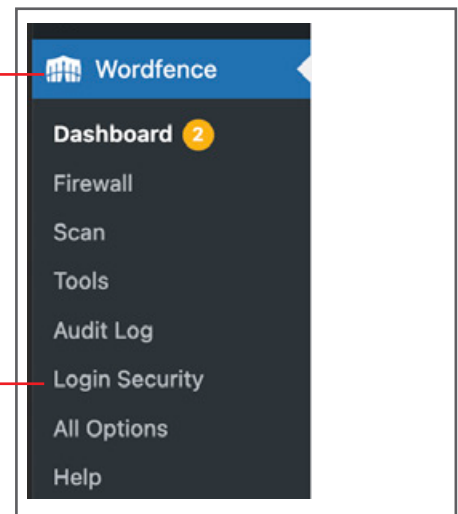 Wordfence
Dashboard 2
Firewall
Scan
Tools
Audit Log
Login Security
All Options
Help